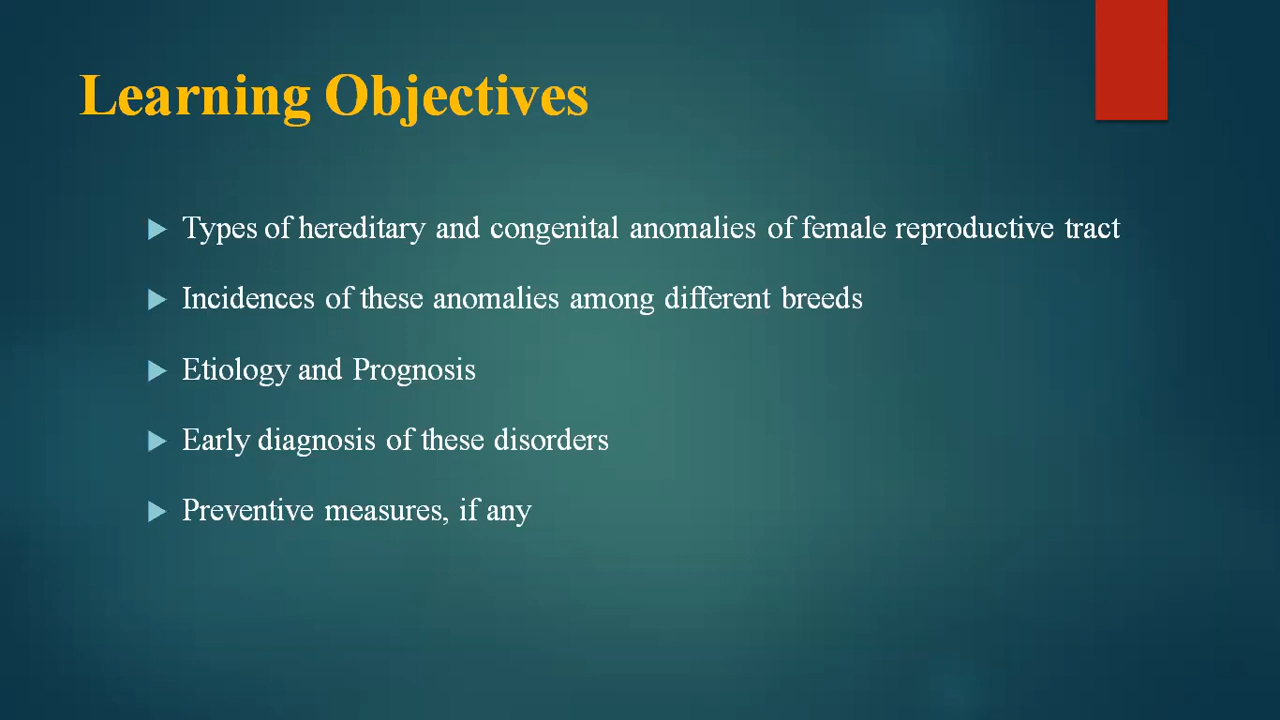 Learning Objectives
Types of hereditary and congenital anomalies of female reproductive tract
Incidences of these anomalies among different breeds
Etiology and Prognosis
Early diagnosis of these disorders
Preventive measures, if any